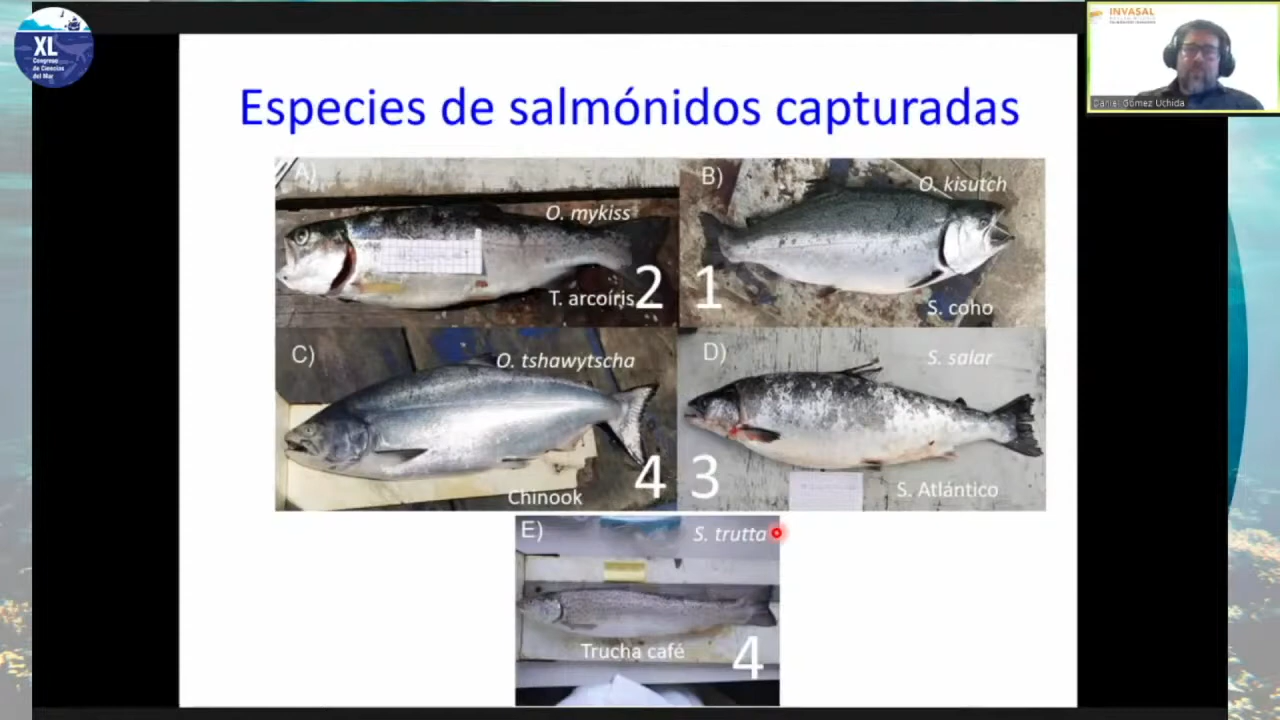 XL
Congreso
de Ciencias
del Mar
INVASAL
Daniel Gómez Uchida
Especies de salmónidos capturadas
A)
O. mykiss
T. arcoíris
2
B)
O. kisutch
1
S. coho
C)
O. tshawytscha
Chinook
4
D)
S. salar
3
S. Atlántico
E)
S. trutta
Trucha café
4